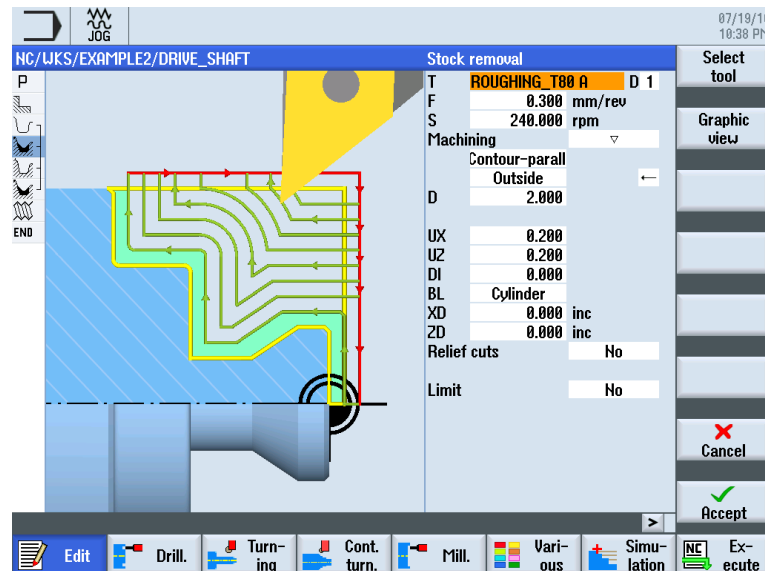 JOG
07/19/1
10:38 PM
NC/WKS/EXAMPLE2/DRIVE_SHAFT
Stock removal
Select
tool
P
T ROUGHING_T80 A D 1
F 0.300 mm/rev
S 240.000 rpm
Graphic
view
Machining ▽
Contour-parall
Outside ←
D 2.000
END
UX 0.200
UZ 0.200
DI 0.000
BL Cylinder
XD 0.000 inc
ZD 0.000 inc
Relief cuts No
Limit No
Cancel
Accept
>
Edit
Drill.
Turn-
ing
Cont.
turn.
Mill.
Vari-
ous
Simu-
lation
NC
Ex-
ecute